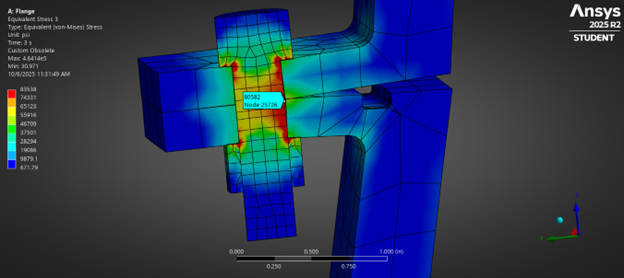 A: Flange
Equivalent Stress 3
Type: Equivalent (von-Mises) Stress
Unit: psi
Time: 3 s
Custom Obsolete
Max: 4.6414e5
Min: 30.971
10/6/2025 11:31:49 AM
83538
74331
65123
55916
46709
37501
28294
19086
9879.1
671.79
80582
Node 25726
Ansys
2025 R2
STUDENT
0.000
0.500
1.000 (in)
0.250
0.750